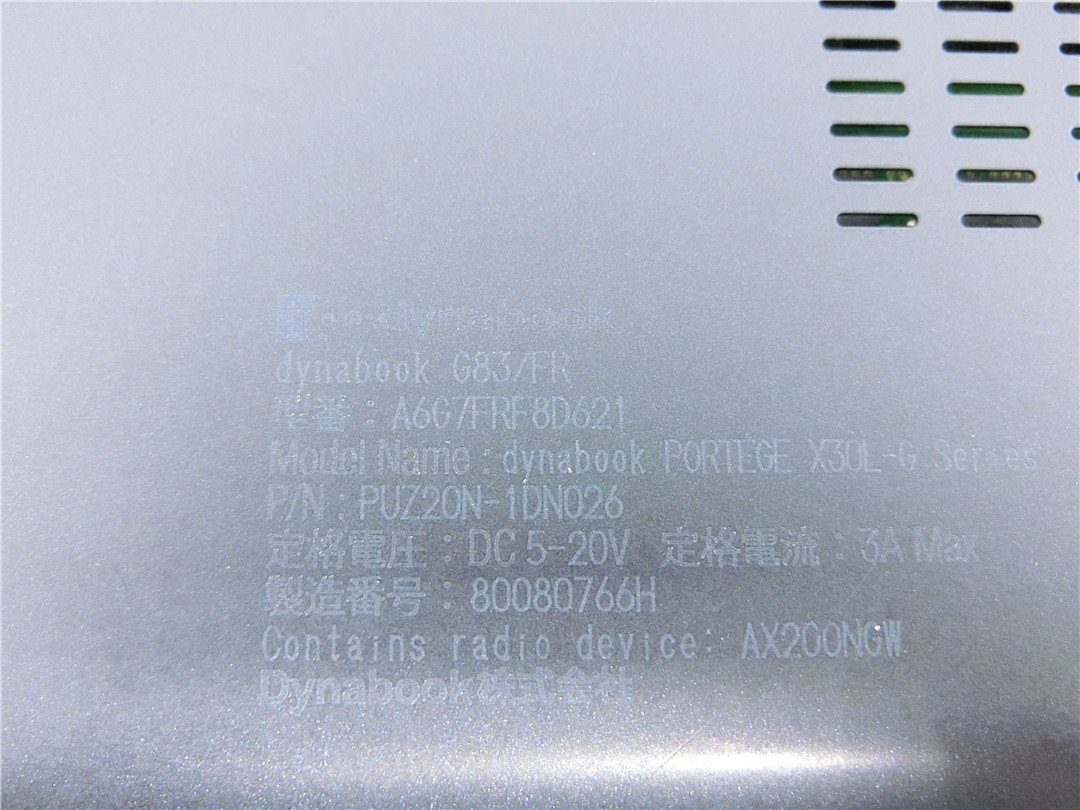 dynabook
dynabook G83/FR
型番：A6G7FRF8D621
Model Name : dynabook PORTEGE X30L-G Series
P/N : PUZ20N-1DN026
定格電圧：DC 5-20V 定格電流：3A Max
製造番号：80080766H
Contains radio device: AX200NGW
Dynabook株式会社